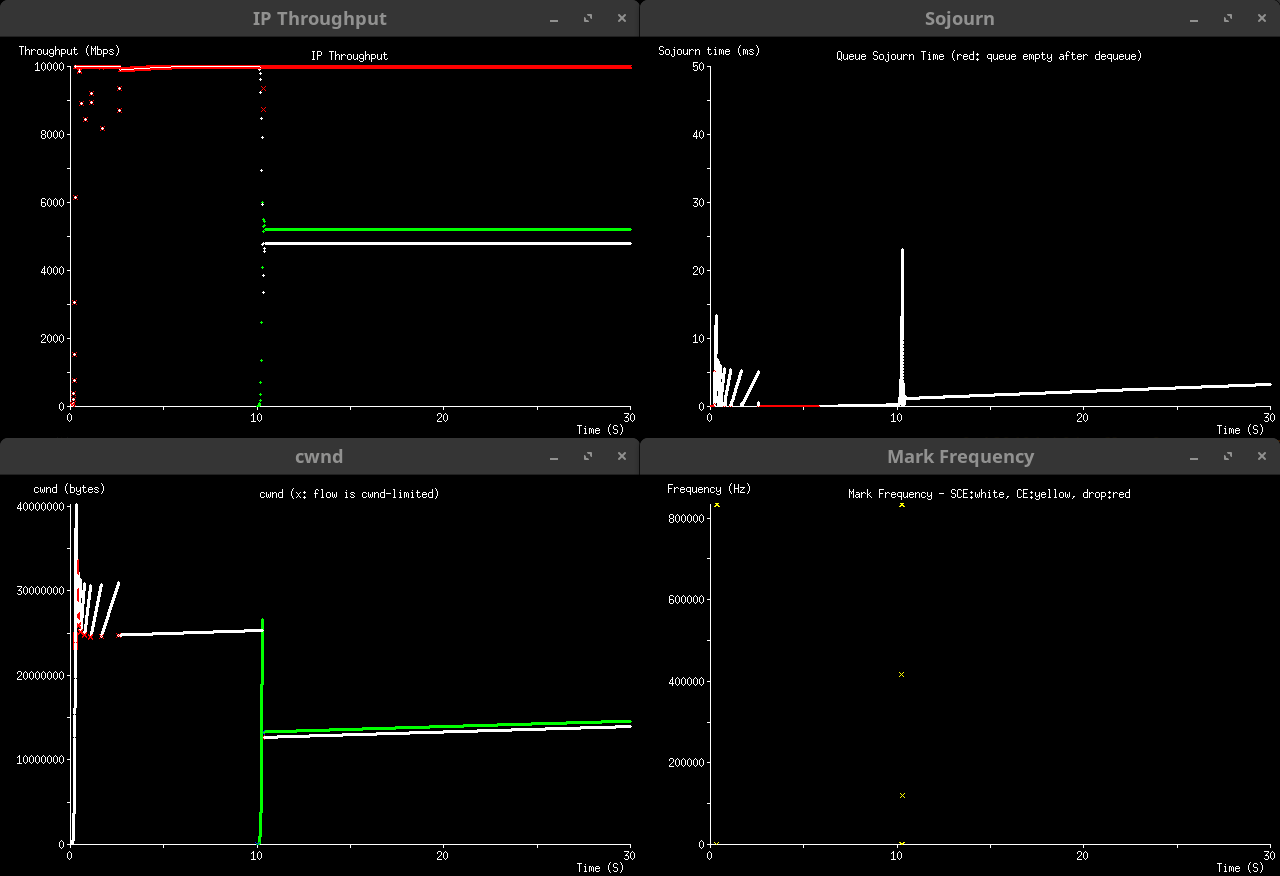 IP Throughput
Throughput (Mbps)
IP Throughput
10000
8000
6000
4000
2000
0
0
10
20
30
Time (S)
Sojourn
Sojourn time (ms)
Queue Sojourn Time (red: queue empty after dequeue)
50
40
30
20
10
0
0
10
20
30
Time (S)
cwnd
cwnd (bytes)
cwnd (x: flow is cwnd-limited)
40000000
30000000
20000000
10000000
0
0
10
20
30
Time (S)
Mark Frequency
Frequency (Hz)
Mark Frequency - SCE:white, CE:yellow, drop:red
800000
600000
400000
200000
0
0
10
20
30
Time (S)